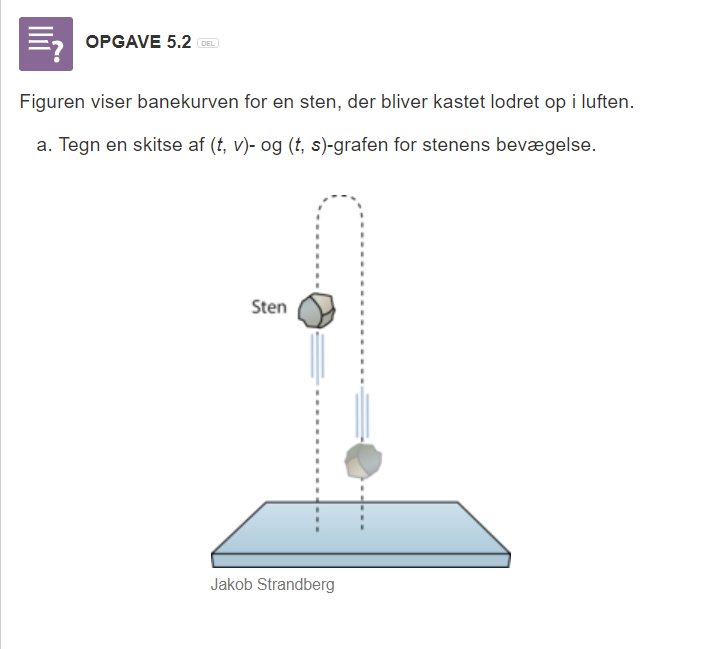 OPGAVE 5.2 DEL
Figuren viser banekurven for en sten, der bliver kastet lodret op i luften.
a. Tegn en skitse af (t, v)- og (t, s)-grafen for stenens bevægelse.
Sten
Jakob Strandberg